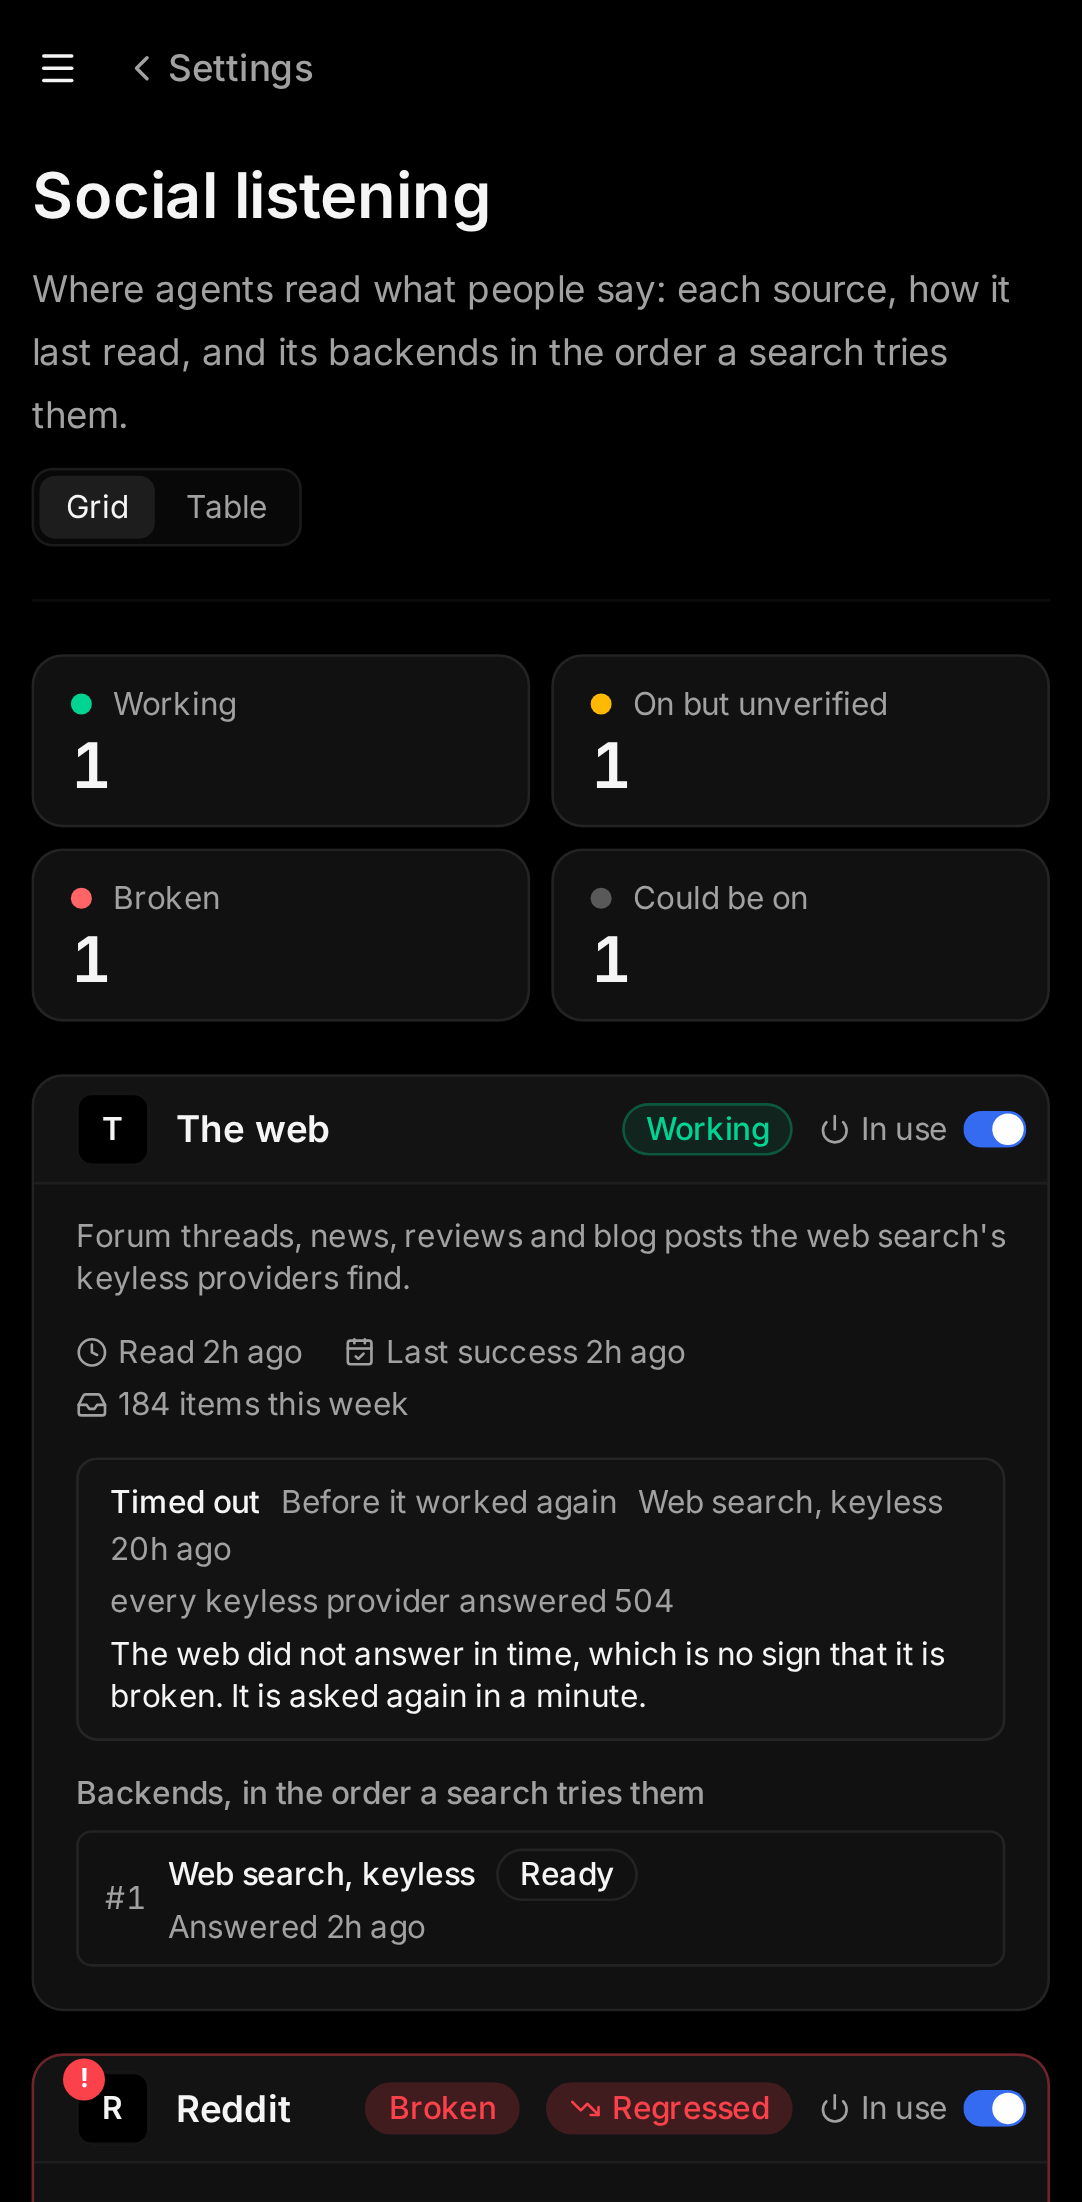 Settings
Social listening
Where agents read what people say: each source, how it
last read, and its backends in the order a search tries
them.
Grid Table
Working
1
On but unverified
1
Broken
1
Could be on
1
T The web Working In use
Forum threads, news, reviews and blog posts the web search's
keyless providers find.
Read 2h ago Last success 2h ago
184 items this week
Timed out Before it worked again Web search, keyless
20h ago
every keyless provider answered 504
The web did not answer in time, which is no sign that it is
broken. It is asked again in a minute.
Backends, in the order a search tries them
#1 Web search, keyless Ready
Answered 2h ago
! R Reddit Broken Regressed In use